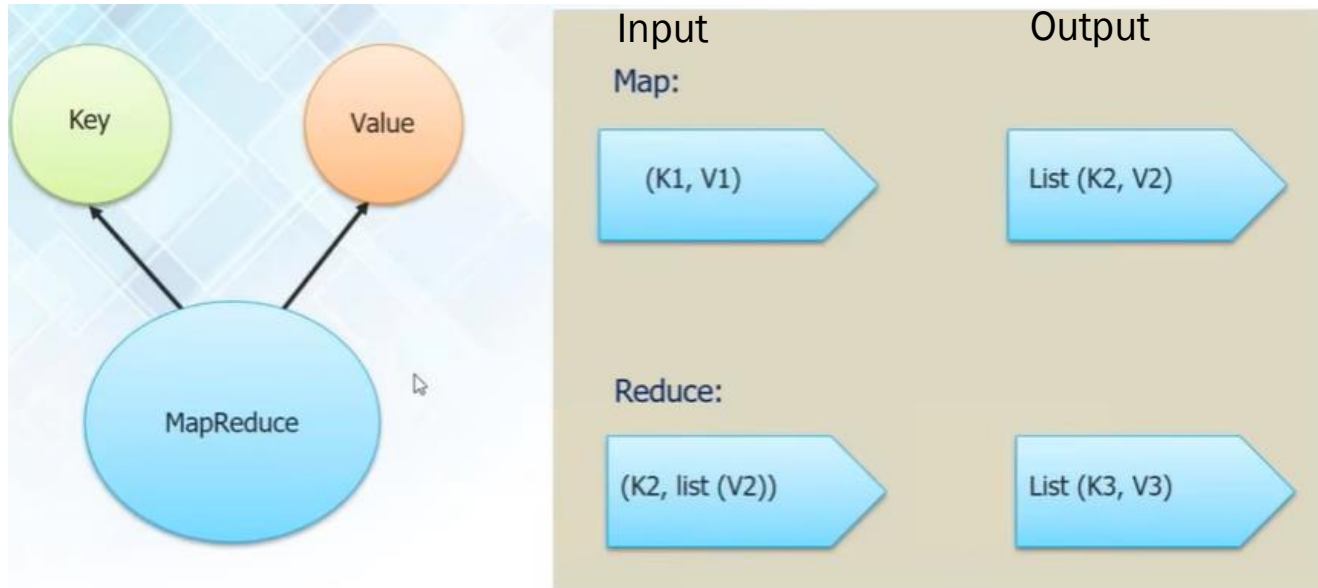 Key
Value
MapReduce
Input
Output
Map:
(K1, V1)
List (K2, V2)
Reduce:
(K2, list (V2))
List (K3, V3)